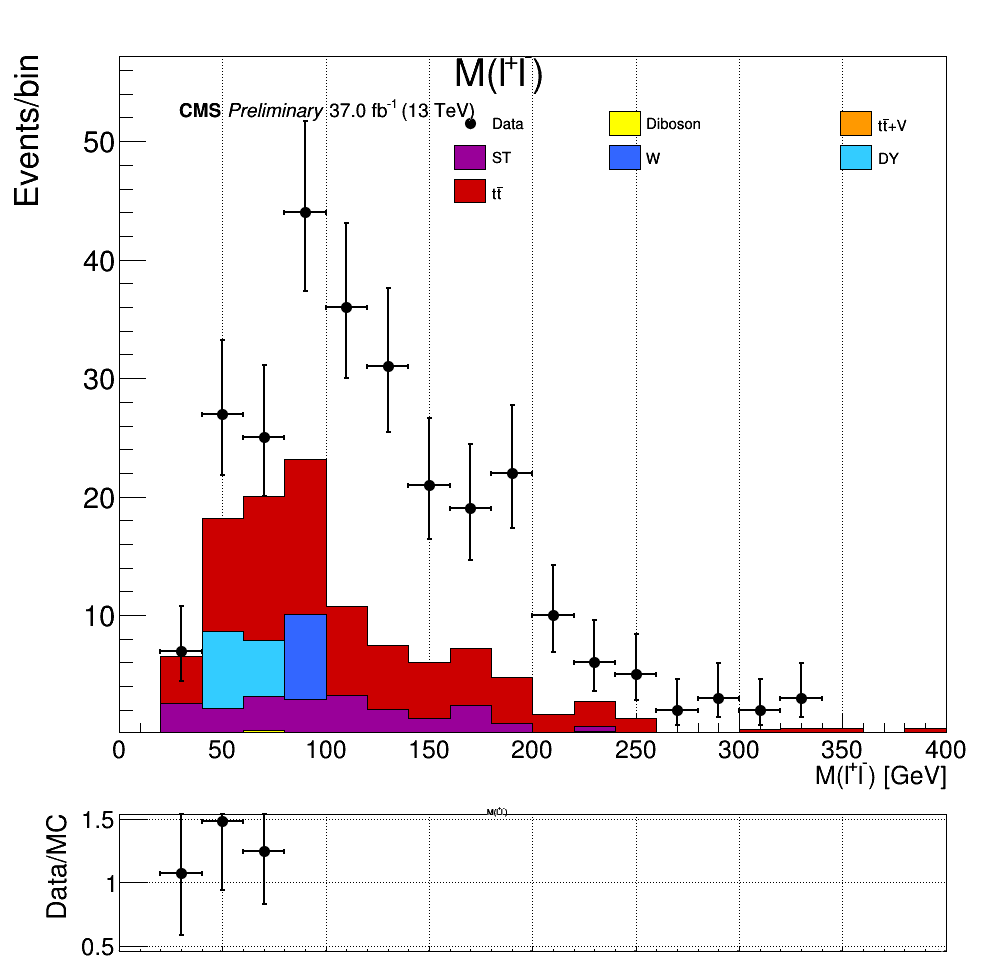 M(l⁺l⁻)
CMS Preliminary 37.0 fb⁻¹ (13 TeV)
Data
Diboson
tt̄+V
ST
W
DY
tt̄
Events/bin
50
40
30
20
10
0 50 100 150 200 250 300 350 400
M(l⁺l⁻) [GeV]
M(l⁺l⁻)
Data/MC
1.5
1
0.5